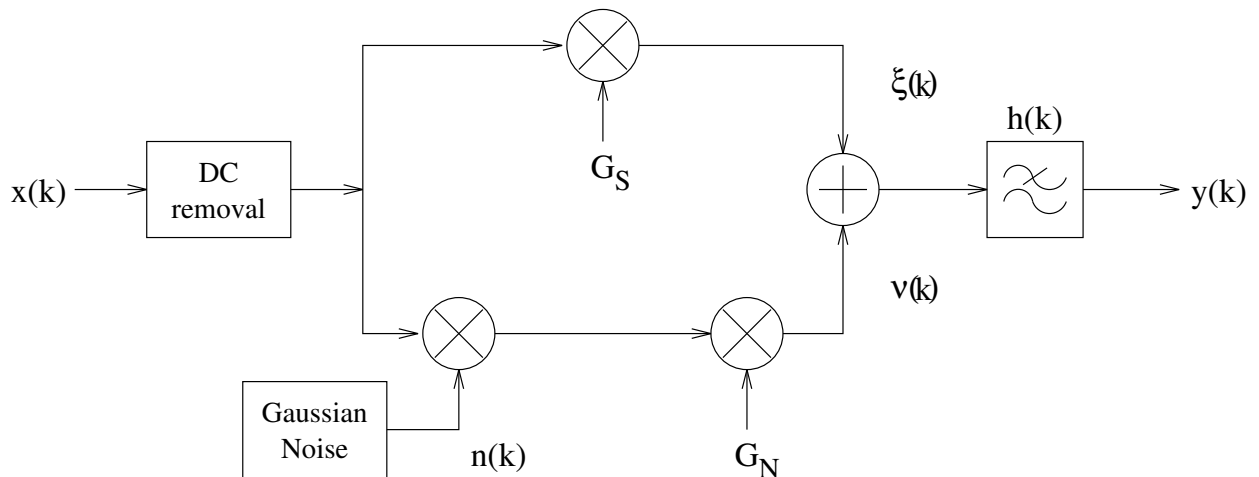 ξ(k)
h(k)
G_S
DC
removal
x(k)
y(k)
ν(k)
Gaussian
Noise
n(k)
G_N